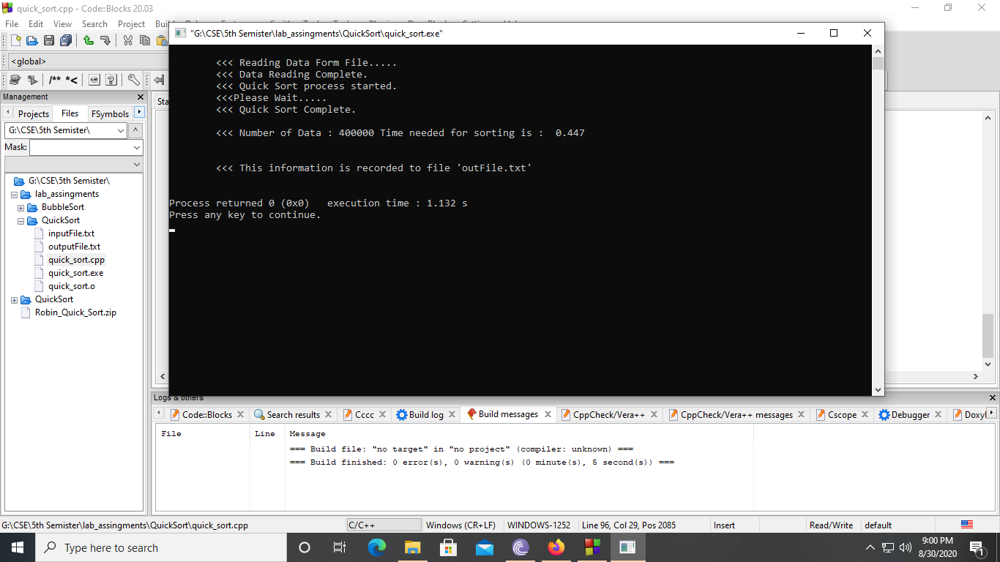 quick_sort.cpp - Code::Blocks 20.03
File Edit View Search Project
"G:\CSE\5th Semister\lab_assingments\QuickSort\quick_sort.exe"
<global>
/** *<
Management
Projects Files FSymbols
G:\CSE\5th Semister\
Mask:
G:\CSE\5th Semister\
lab_assingments
BubbleSort
QuickSort
inputFile.txt
outputFile.txt
quick_sort.cpp
quick_sort.exe
quick_sort.o
QuickSort
Robin_Quick_Sort.zip
<<< Reading Data Form File.....
<<< Data Reading Complete.
<<< Quick Sort process started.
<<<Please Wait.....
<<< Quick Sort Complete.
<<< Number of Data : 400000 Time needed for sorting is :  0.447
<<< This information is recorded to file 'outFile.txt'
Process returned 0 (0x0)   execution time : 1.132 s
Press any key to continue.
Logs & others
Code::Blocks Search results Cccc Build log Build messages CppCheck/Vera++ CppCheck/Vera++ messages Cscope Debugger Doxyl
File Line Message
=== Build file: "no target" in "no project" (compiler: unknown) ===
=== Build finished: 0 error(s), 0 warning(s) (0 minute(s), 5 second(s)) ===
G:\CSE\5th Semister\lab_assingments\QuickSort\quick_sort.cpp C/C++ Windows (CR+LF) WINDOWS-1252 Line 96, Col 29, Pos 2085 Insert Read/Write default
Type here to search
9:00 PM
8/30/2020
1